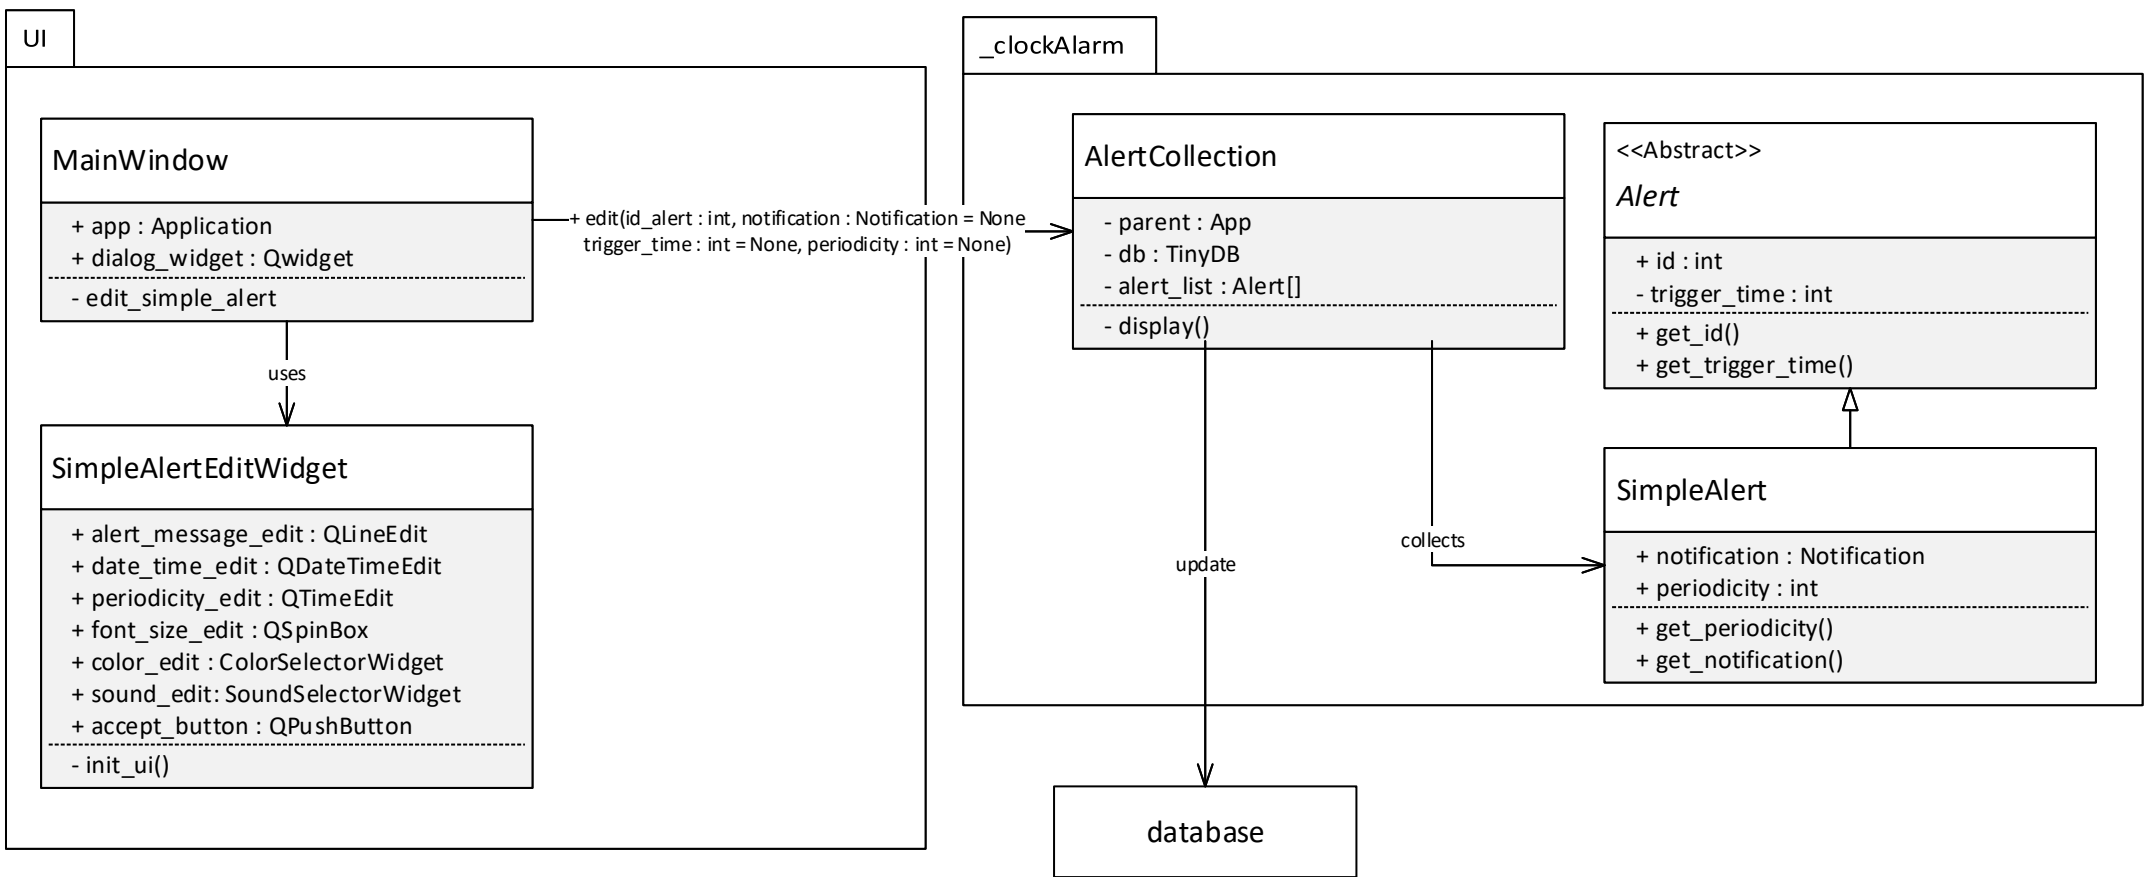 UI
MainWindow
+ app : Application
+ dialog_widget : Qwidget
- edit_simple_alert
uses
SimpleAlertEditWidget
+ alert_message_edit : QLineEdit
+ date_time_edit : QDateTimeEdit
+ periodicity_edit : QTimeEdit
+ font_size_edit : QSpinBox
+ color_edit : ColorSelectorWidget
+ sound_edit: SoundSelectorWidget
+ accept_button : QPushButton
- init_ui()
+ edit(id_alert : int, notification : Notification = None
trigger_time : int = None, periodicity : int = None)
_clockAlarm
AlertCollection
- parent : App
- db : TinyDB
- alert_list : Alert[]
- display()
update
collects
<<Abstract>>
Alert
+ id : int
- trigger_time : int
+ get_id()
+ get_trigger_time()
SimpleAlert
+ notification : Notification
+ periodicity : int
+ get_periodicity()
+ get_notification()
database